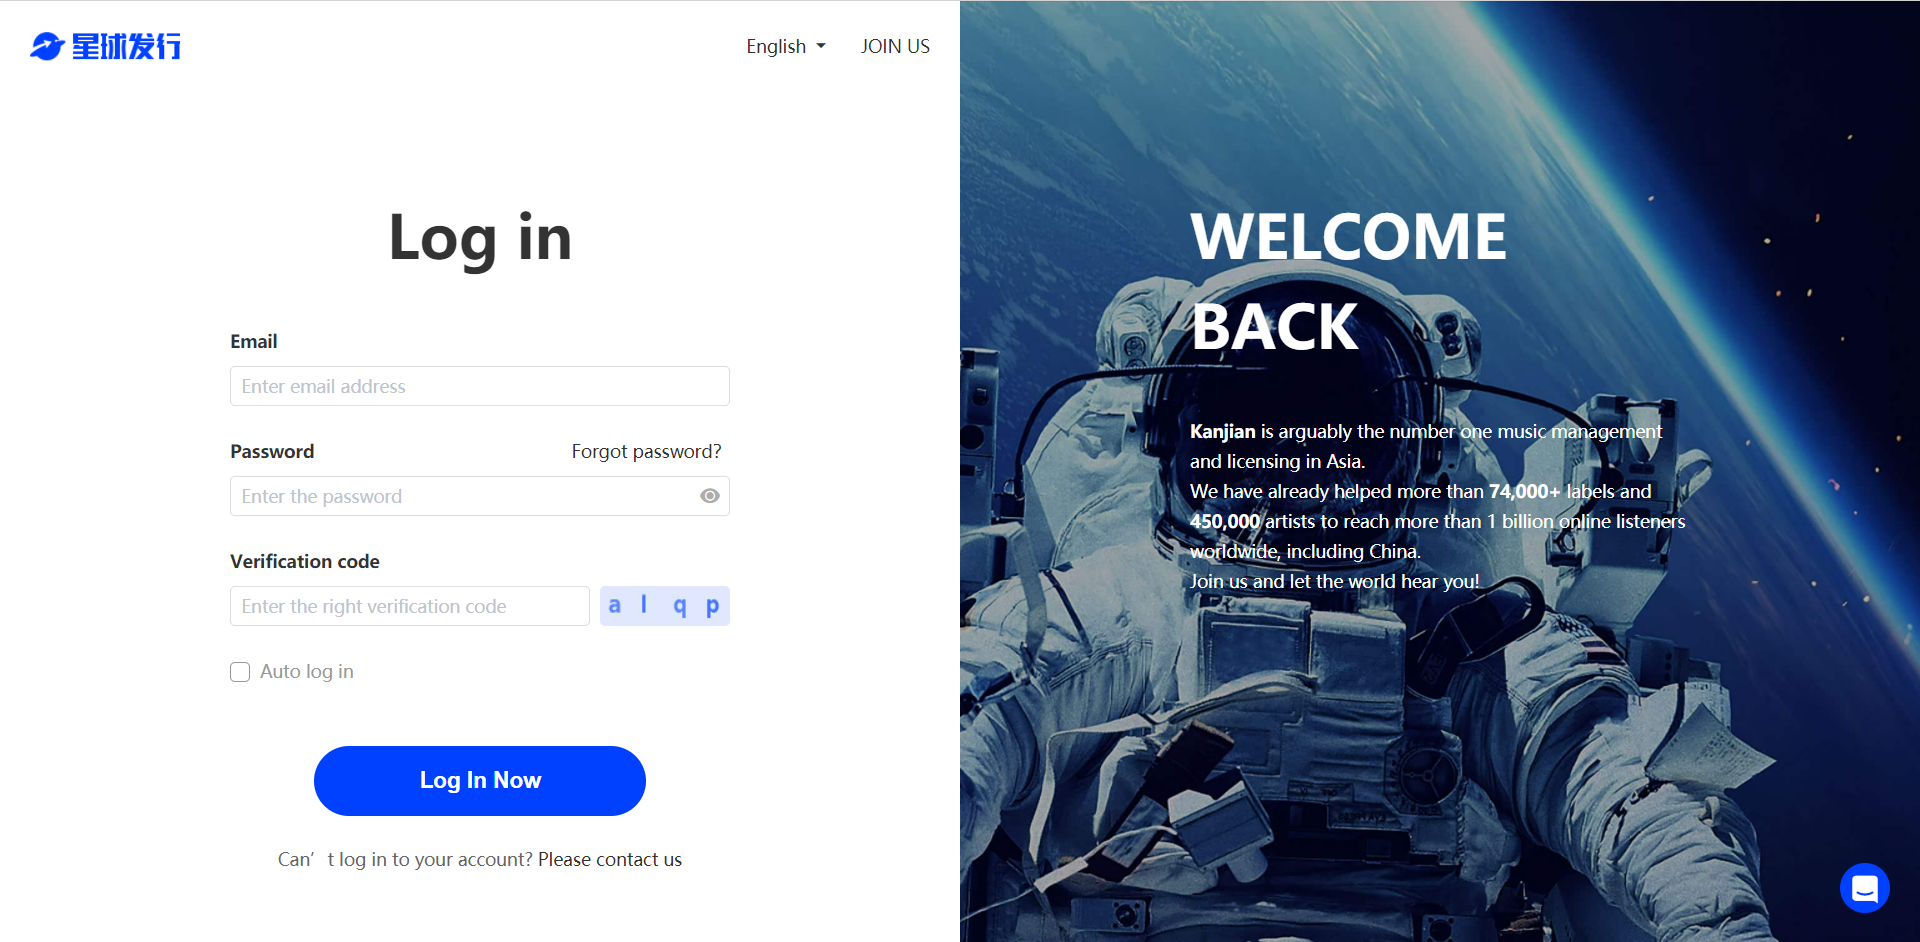 星球发行
English
JOIN US
Log in
Email
Enter email address
Password
Forgot password?
Enter the password
Verification code
Enter the right verification code
a l q p
Auto log in
Log In Now
Can’t log in to your account? Please contact us
WELCOME
BACK
Kanjian is arguably the number one music management
and licensing in Asia.
We have already helped more than 74,000+ labels and
450,000 artists to reach more than 1 billion online listeners
worldwide, including China.
Join us and let the world hear you!